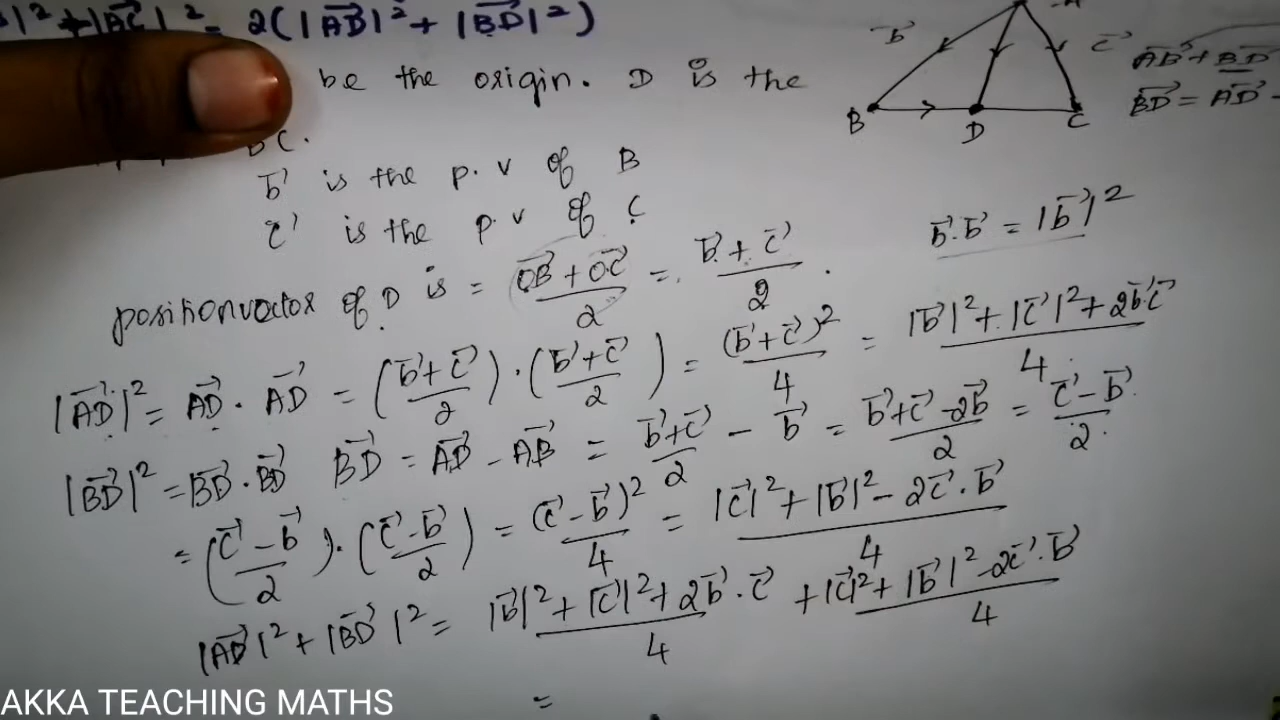 |² + |AC⃗|² = 2(|AD⃗|² + |BD⃗|²)
be the origin. D is the
BC.
b⃗ is the p.v of B
c⃗ is the p.v of C
position vector of D is = (OB⃗ + OC⃗)/2 = (b⃗ + c⃗)/2.
b⃗.b⃗ = |b⃗|²
|AD⃗|² = AD⃗ . AD⃗ = ((b⃗+c⃗)/2) . ((b⃗+c⃗)/2) = (b⃗+c⃗)²/4 = (|b⃗|² + |c⃗|² + 2b⃗.c⃗)/4
|BD⃗|² = BD⃗ . BD⃗ BD⃗ = AD⃗ - AB⃗ = (b⃗+c⃗)/2 - b⃗ = (b⃗+c⃗-2b⃗)/2 = (c⃗-b⃗)/2.
= ((c⃗-b⃗)/2) . ((c⃗-b⃗)/2) = (c⃗-b⃗)²/4 = (|c⃗|² + |b⃗|² - 2c⃗.b⃗)/4
|AD⃗|² + |BD⃗|² = (|b⃗|² + |c⃗|² + 2b⃗.c⃗)/4 + (|c⃗|² + |b⃗|² - 2c⃗.b⃗)/4
=
A
b⃗
c⃗
B
D
C
AB⃗ + BD⃗
BD⃗ = AD⃗ -
AKKA TEACHING MATHS